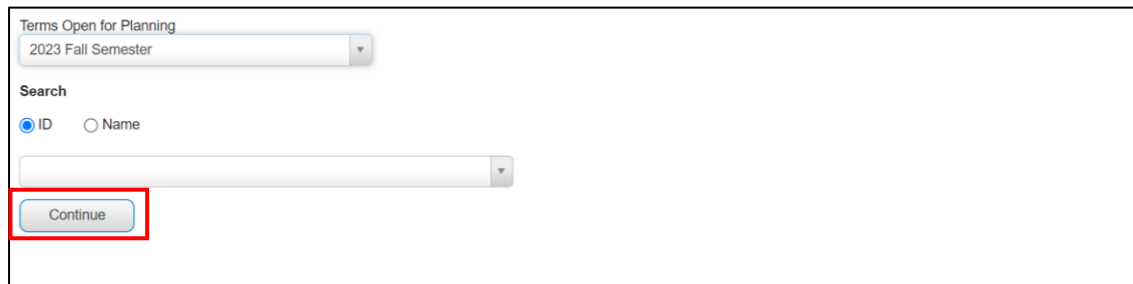 Terms Open for Planning
2023 Fall Semester
Search
ID Name
Continue